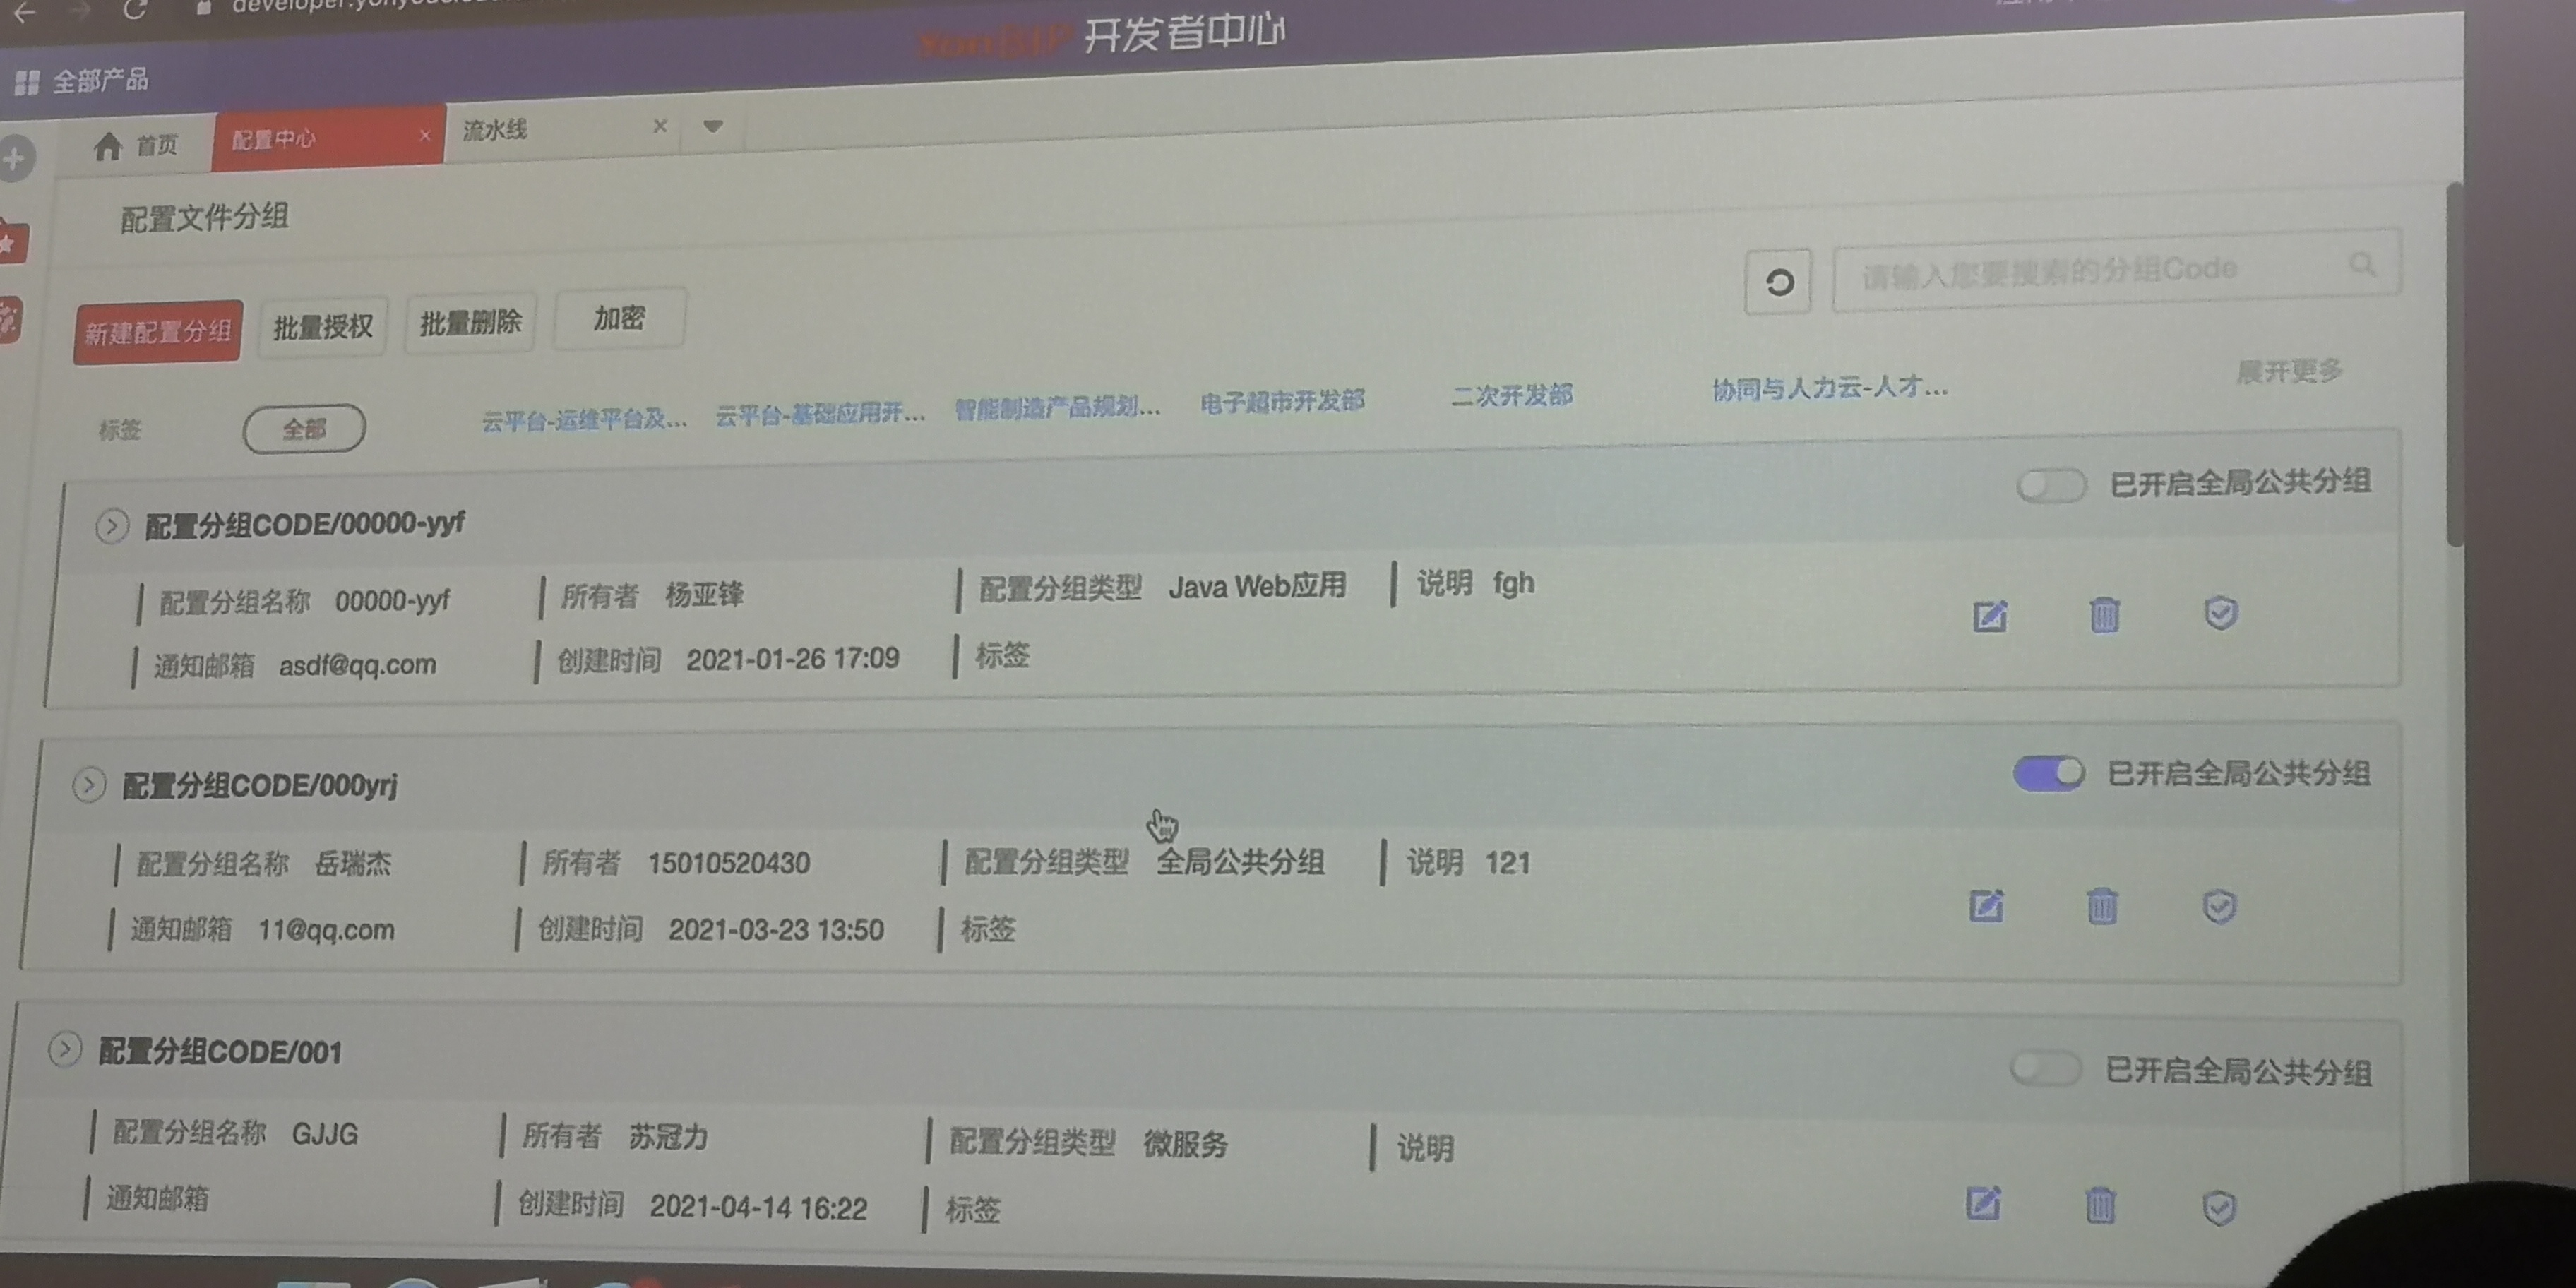 YonBIP 开发者中心
全部产品
首页 配置中心 × 流水线 ×
配置文件分组
请输入您要搜索的分组Code
新建配置分组 批量授权 批量删除 加密
展开更多
标签 全部 云平台-运维平台及... 云平台-基础应用开... 智能制造产品规划... 电子超市开发部 二次开发部 协同与人力云-人才...
配置分组CODE/00000-yyf 已开启全局公共分组
配置分组名称 00000-yyf 所有者 杨亚锋 配置分组类型 Java Web应用 说明 fgh
通知邮箱 asdf@qq.com 创建时间 2021-01-26 17:09 标签
配置分组CODE/000yrj 已开启全局公共分组
配置分组名称 岳瑞杰 所有者 15010520430 配置分组类型 全局公共分组 说明 121
通知邮箱 11@qq.com 创建时间 2021-03-23 13:50 标签
配置分组CODE/001 已开启全局公共分组
配置分组名称 GJJG 所有者 苏冠力 配置分组类型 微服务 说明
通知邮箱 创建时间 2021-04-14 16:22 标签